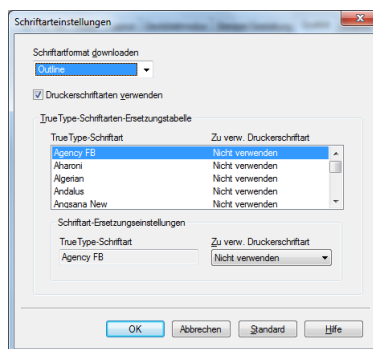 Schriftarteinstellungen
Schriftartformat downloaden
Outline
Druckerschriftarten verwenden
TrueType-Schriftarten-Ersetzungstabelle
TrueType-Schriftart Zu verw. Druckerschriftart
Agency FB Nicht verwenden
Aharoni Nicht verwenden
Algerian Nicht verwenden
Andalus Nicht verwenden
Angsana New Nicht verwenden
Schriftart-Ersetzungseinstellungen
TrueType-Schriftart Zu verw. Druckerschriftart
Agency FB Nicht verwenden
OK Abbrechen Standard Hilfe